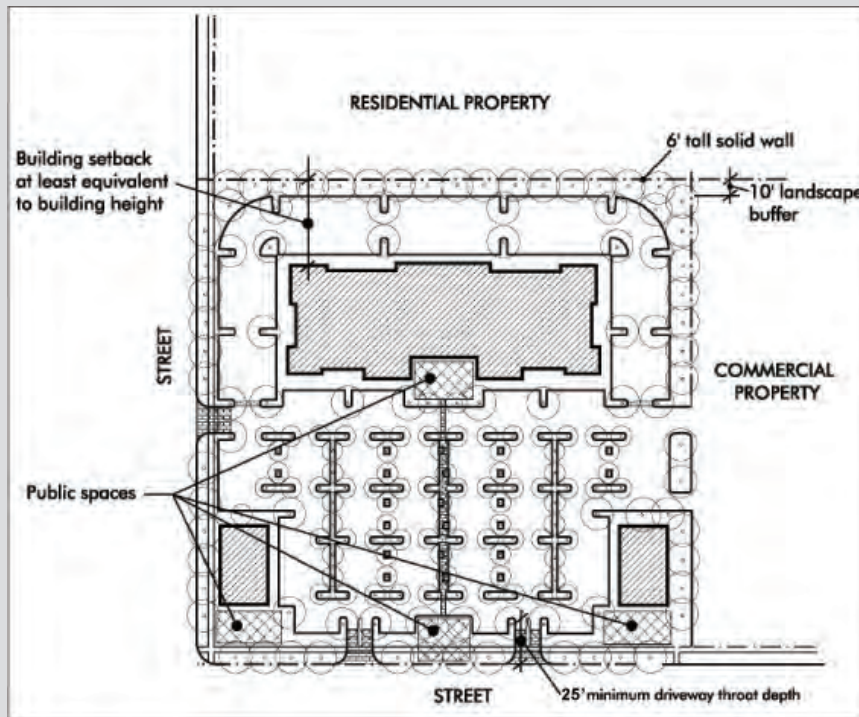 RESIDENTIAL PROPERTY
6' tall solid wall
Building setback
at least equivalent
to building height
10' landscape
buffer
STREET
COMMERCIAL
PROPERTY
Public spaces
STREET
25' minimum driveway throat depth